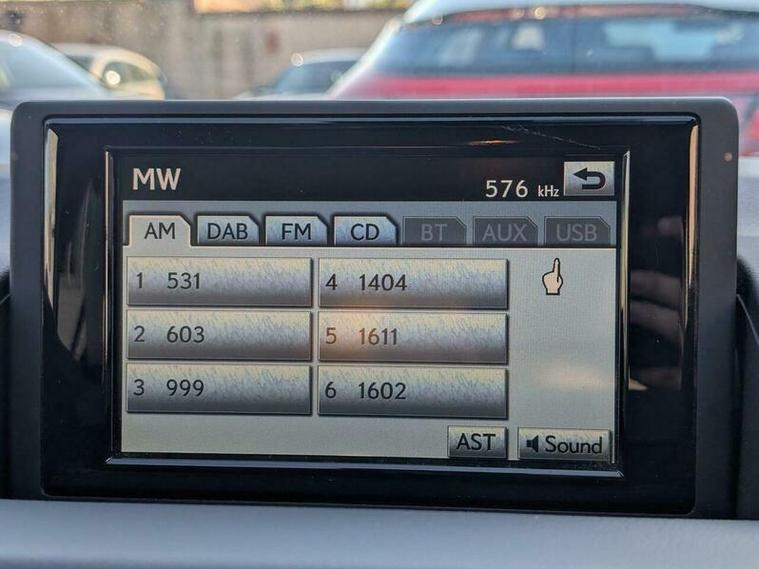 MW
576 kHz
AM DAB FM CD BT AUX USB
1 531 4 1404
2 603 5 1611
3 999 6 1602
AST Sound